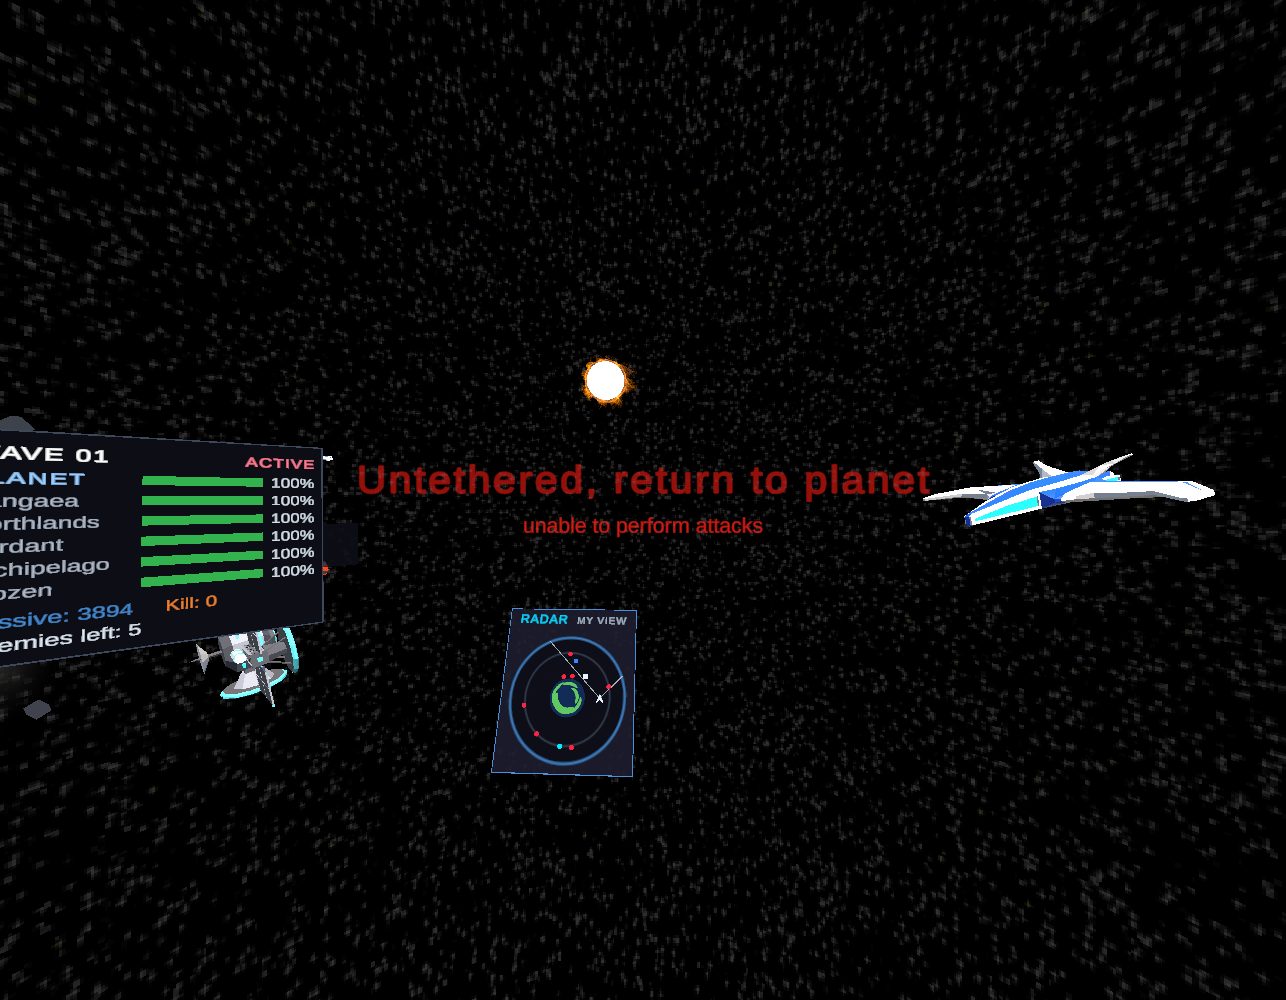 AVE 01
ACTIVE
LANET 100%
angaea 100%
orthlands 100%
rdant 100%
chipelago 100%
ozen 100%
ssive: 3894 Kill: 0
emies left: 5
Untethered, return to planet
unable to perform attacks
RADAR MY VIEW